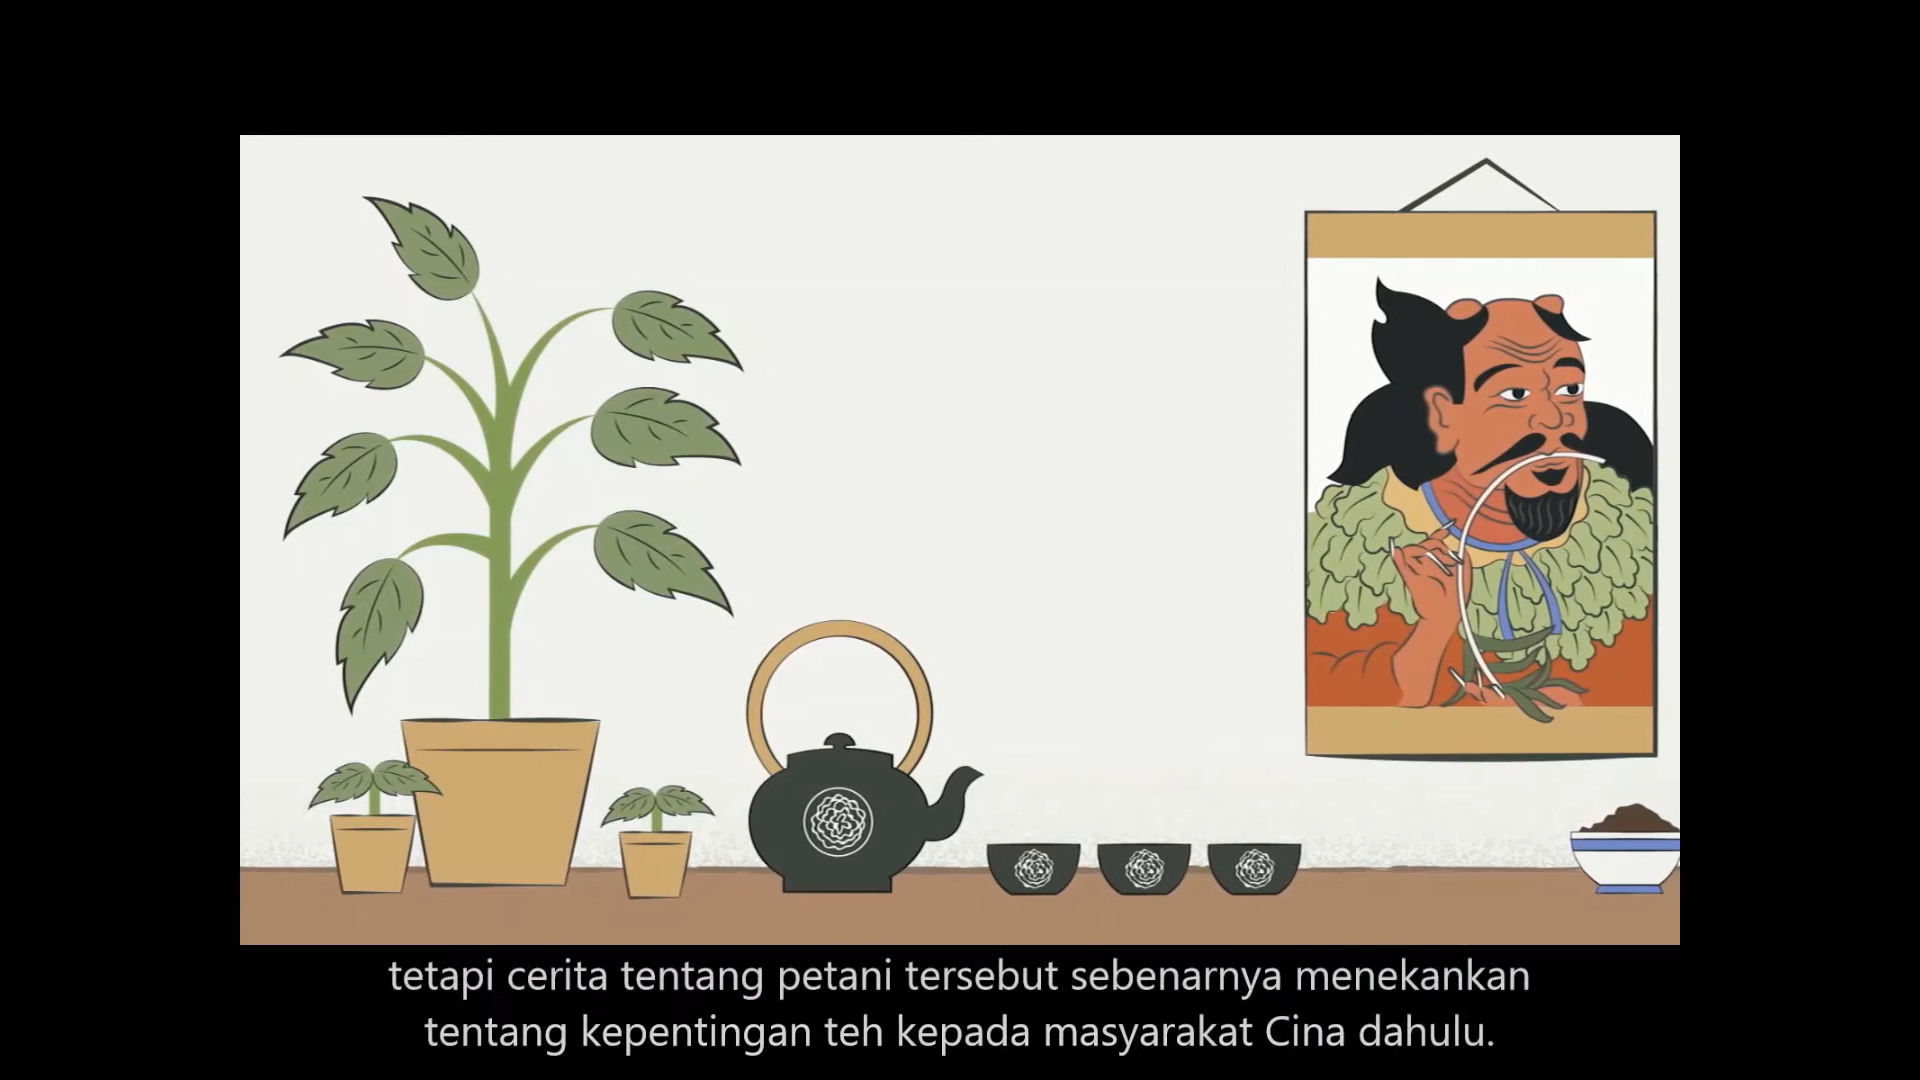 tetapi cerita tentang petani tersebut sebenarnya menekankan
tentang kepentingan teh kepada masyarakat Cina dahulu.